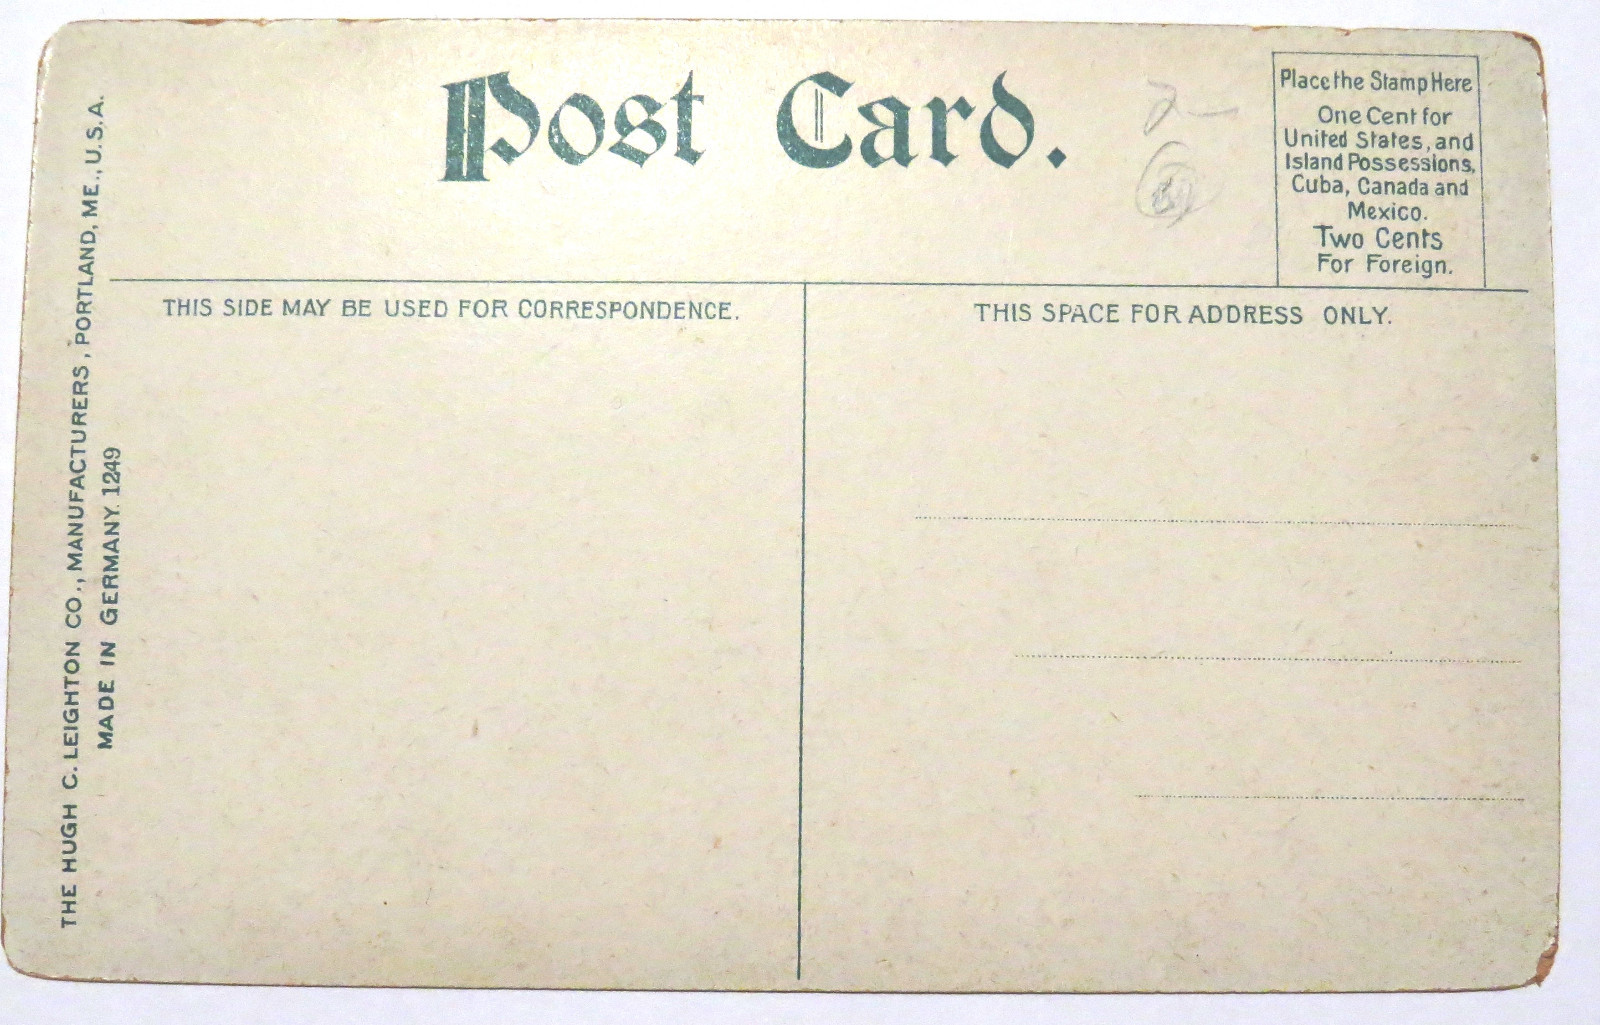 Post Card.
2-
Place the Stamp Here
One Cent for
United States, and
Island Possessions,
Cuba, Canada and
Mexico.
Two Cents
For Foreign.
THIS SIDE MAY BE USED FOR CORRESPONDENCE.
THIS SPACE FOR ADDRESS ONLY.
THE HUGH C. LEIGHTON CO., MANUFACTURERS, PORTLAND, ME., U.S.A.
MADE IN GERMANY. 1249